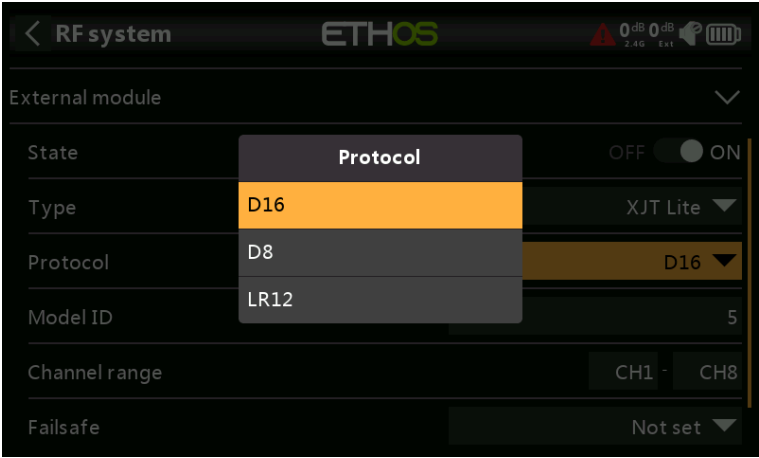 RF system ETHOS 0dB 0dB
2.4G Ext
External module
State OFF ON
Protocol
D16
D8
LR12
Type XJT Lite
Protocol D16
Model ID 5
Channel range CH1 - CH8
Failsafe Not set